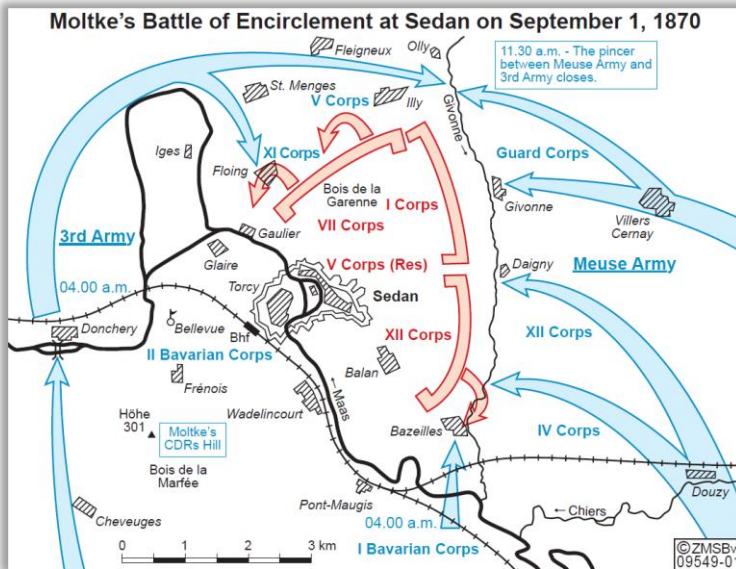 Moltke's Battle of Encirclement at Sedan on September 1, 1870
Fleigneux
Olly
11.30 a.m. - The pincer
between Meuse Army and
3rd Army closes.
St. Menges
V Corps
Illy
Givonne
Iges
XI Corps
Floing
Guard Corps
Bois de la
Garenne
I Corps
Givonne
Villers
Cernay
VII Corps
3rd Army
Gaulier
Glaire
V Corps (Res)
Daigny
Meuse Army
04.00 a.m.
Torcy
Sedan
Donchery
Bellevue
Bhf
XII Corps
XII Corps
II Bavarian Corps
Balan
Frénois
← Maas
Wadelincourt
Höhe
301
Moltke's
CDRs Hill
Bazeilles
IV Corps
Bois de la
Marfée
Douzy
Pont-Maugis
Cheveuges
04.00 a.m.
← Chiers
I Bavarian Corps
0 1 2 3 km
©ZMSBw
09549-01